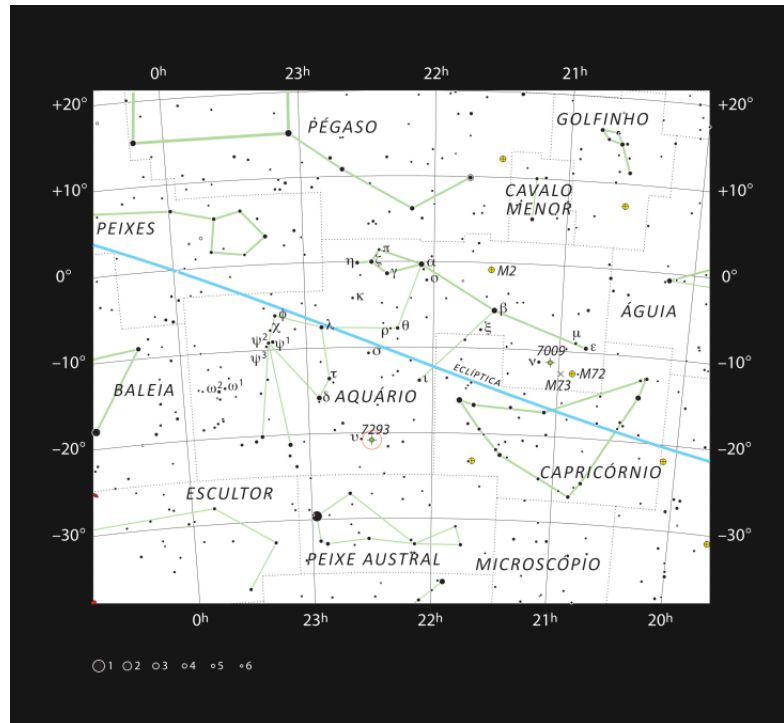 0ʰ 23ʰ 22ʰ 21ʰ
+20° +20°
PÉGASO
GOLFINHO
+10° +10°
CAVALO
MENOR
PEIXES
π
η ζ α
γ σ
M2
0° 0°
κ
β
ÁGUIA
ϕ
χ λ ρ θ ξ μ
ψ² ψ¹ σ ε
ψ³
7009
ν
−10° −10°
ECLÍPTICA
M73 M72
BALEIA
ω² ω¹
τ ι
δ AQUÁRIO
υ 7293
−20° −20°
CAPRICÓRNIO
ESCULTOR
−30° −30°
PEIXE AUSTRAL
MICROSCÓPIO
0ʰ 23ʰ 22ʰ 21ʰ 20ʰ
1 2 3 4 5 6